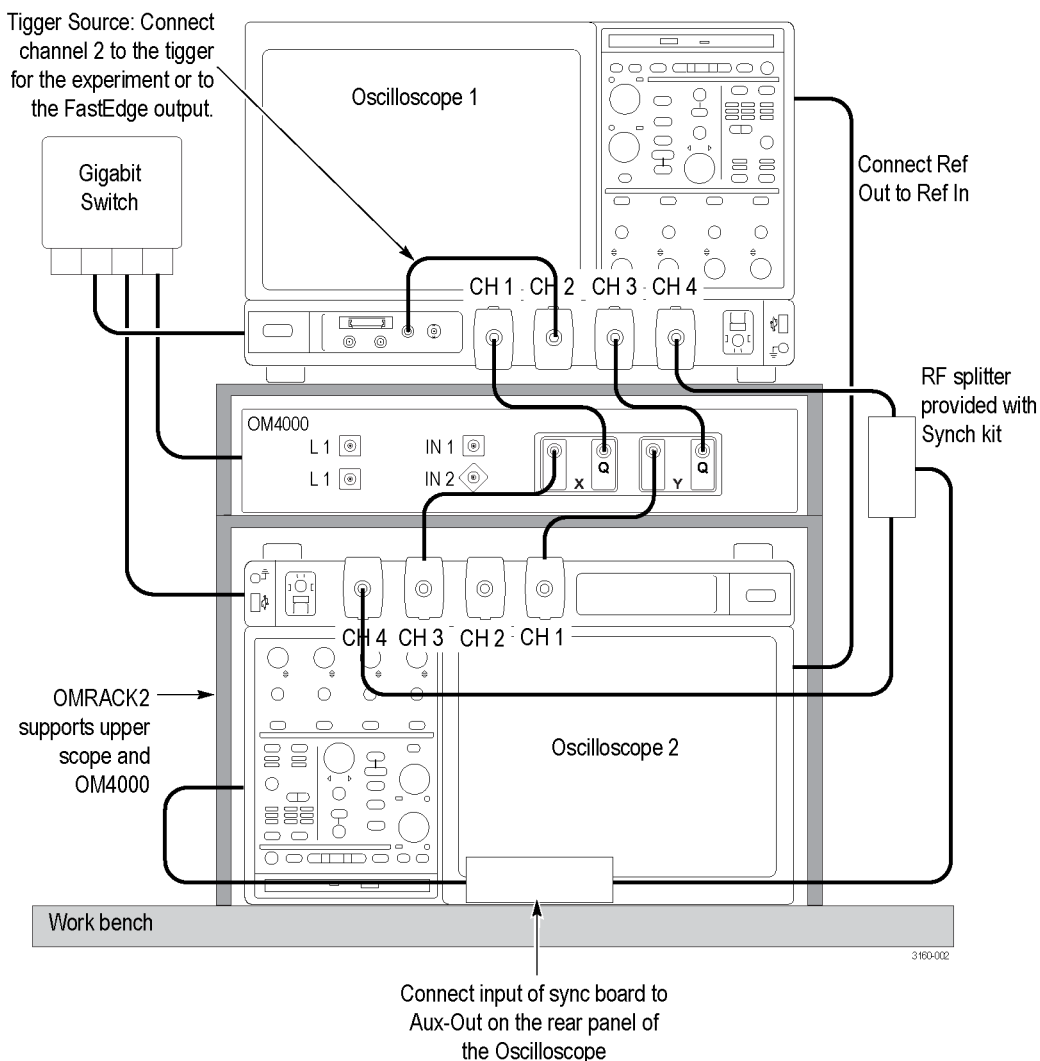 Tigger Source: Connect
channel 2 to the tigger
for the experiment or to
the FastEdge output.
Oscilloscope 1
Gigabit
Switch
Connect Ref
Out to Ref In
CH 1
CH 2
CH 3
CH 4
RF splitter
provided with
Synch kit
OM4000
L 1
IN 1
L 1
IN 2
X
Q
Y
Q
CH 4
CH 3
CH 2
CH 1
OMRACK2
supports upper
scope and
OM4000
Oscilloscope 2
Work bench
3160-002
Connect input of sync board to
Aux-Out on the rear panel of
the Oscilloscope